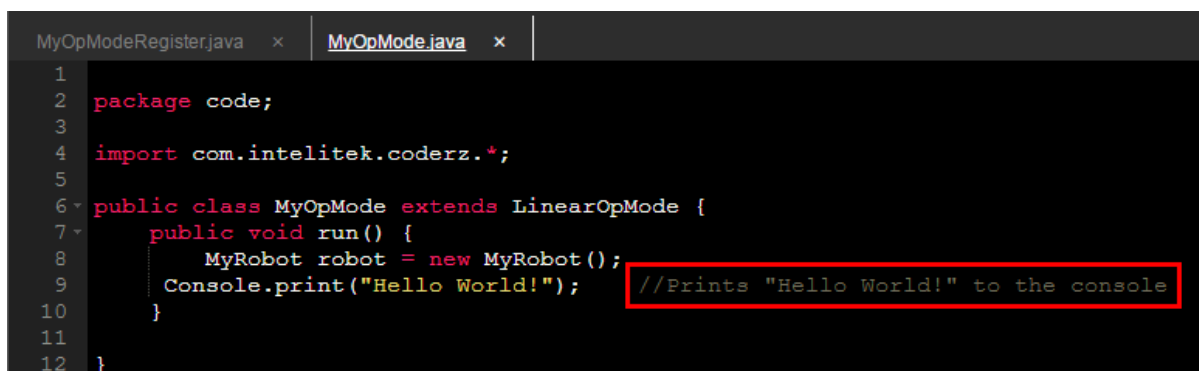 MyOpModeRegister.java × MyOpMode.java ×
1
2 package code;
3
4 import com.intelitek.coderz.*;
5
6 public class MyOpMode extends LinearOpMode {
7 public void run() {
8 MyRobot robot = new MyRobot();
9 Console.print("Hello World!"); //Prints "Hello World!" to the console
10 }
11
12 }